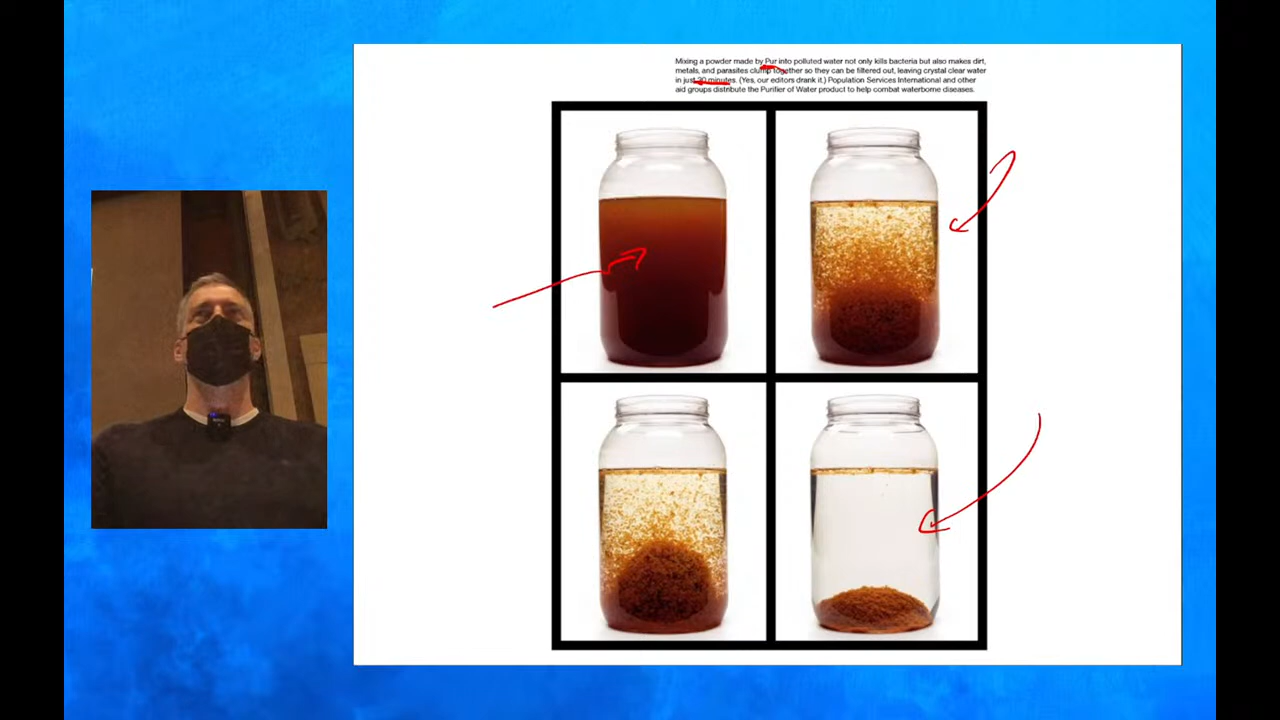 Mixing a powder made by Pur into polluted water not only kills bacteria but also makes dirt,
metals, and parasites clump together so they can be filtered out, leaving crystal clear water
in just 30 minutes. (Yes, our editors drank it.) Population Services International and other
aid groups distribute the Purifier of Water product to help combat waterborne diseases.